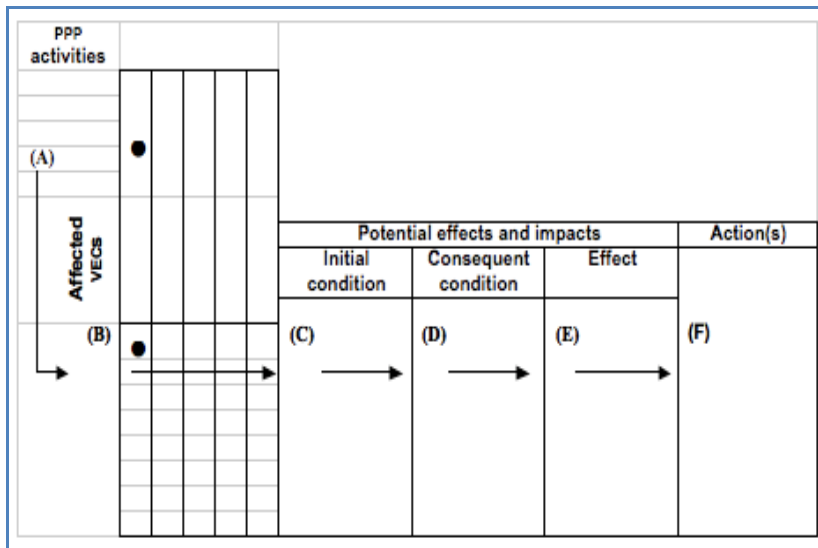 PPP
activities
(A)
Affected
VECs
Potential effects and impacts
Action(s)
Initial
condition
Consequent
condition
Effect
(B)
(C)
(D)
(E)
(F)